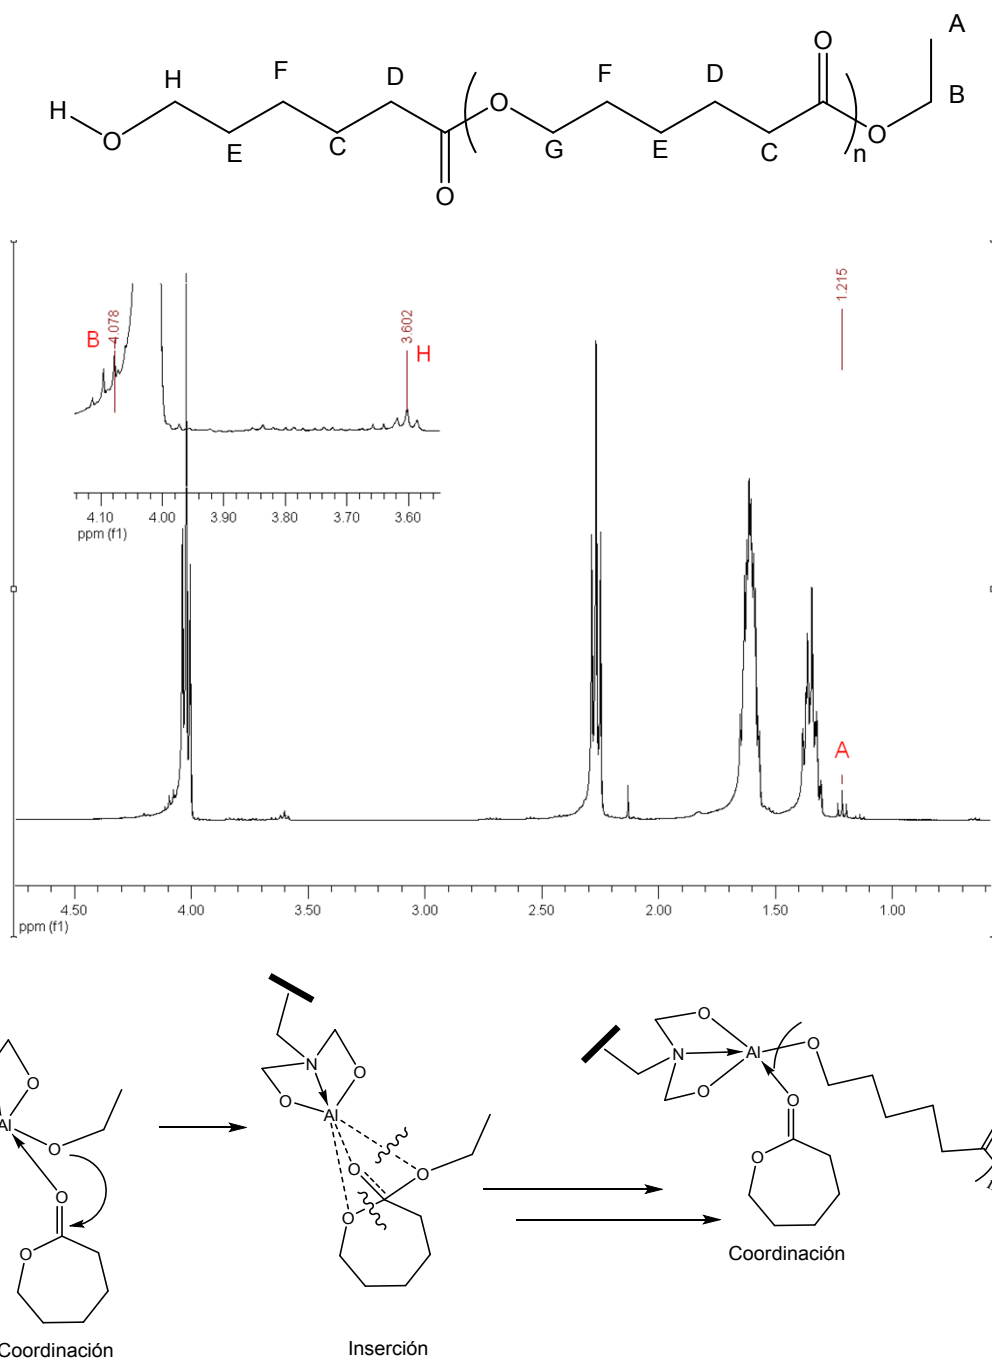 A
O
H F D F D B
H O O O n
E C G E C
O
B 4.078 3.602 H 1.215
4.10 4.00 3.90 3.80 3.70 3.60
ppm (f1)
A
4.50 4.00 3.50 3.00 2.50 2.00 1.50 1.00
ppm (f1)
O O N O Al O
O Al O N Al O
O O O O
O O O
O
Coordinación
Coordinación Inserción